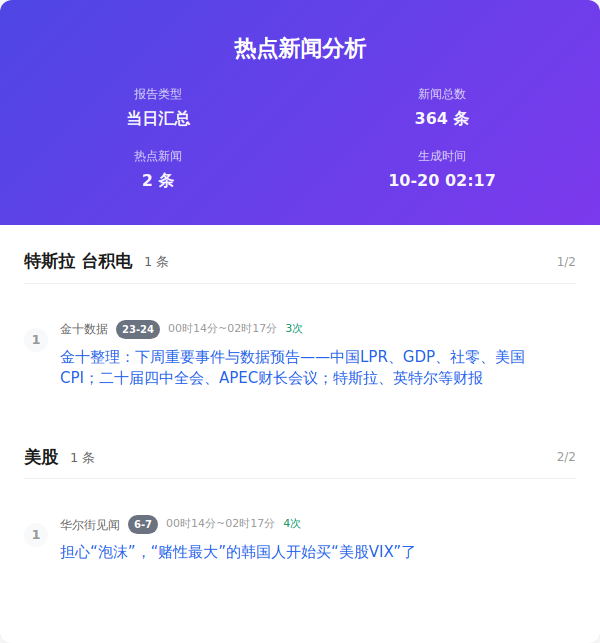 热点新闻分析
报告类型
新闻总数
当日汇总
364 条
热点新闻
生成时间
2 条
10-20 02:17
特斯拉 台积电 1 条 1/2
1 金十数据 23-24 00时14分~02时17分 3次
金十整理：下周重要事件与数据预告——中国LPR、GDP、社零、美国
CPI；二十届四中全会、APEC财长会议；特斯拉、英特尔等财报
美股 1 条 2/2
1 华尔街见闻 6-7 00时14分~02时17分 4次
担心“泡沫”，“赌性最大”的韩国人开始买“美股VIX”了